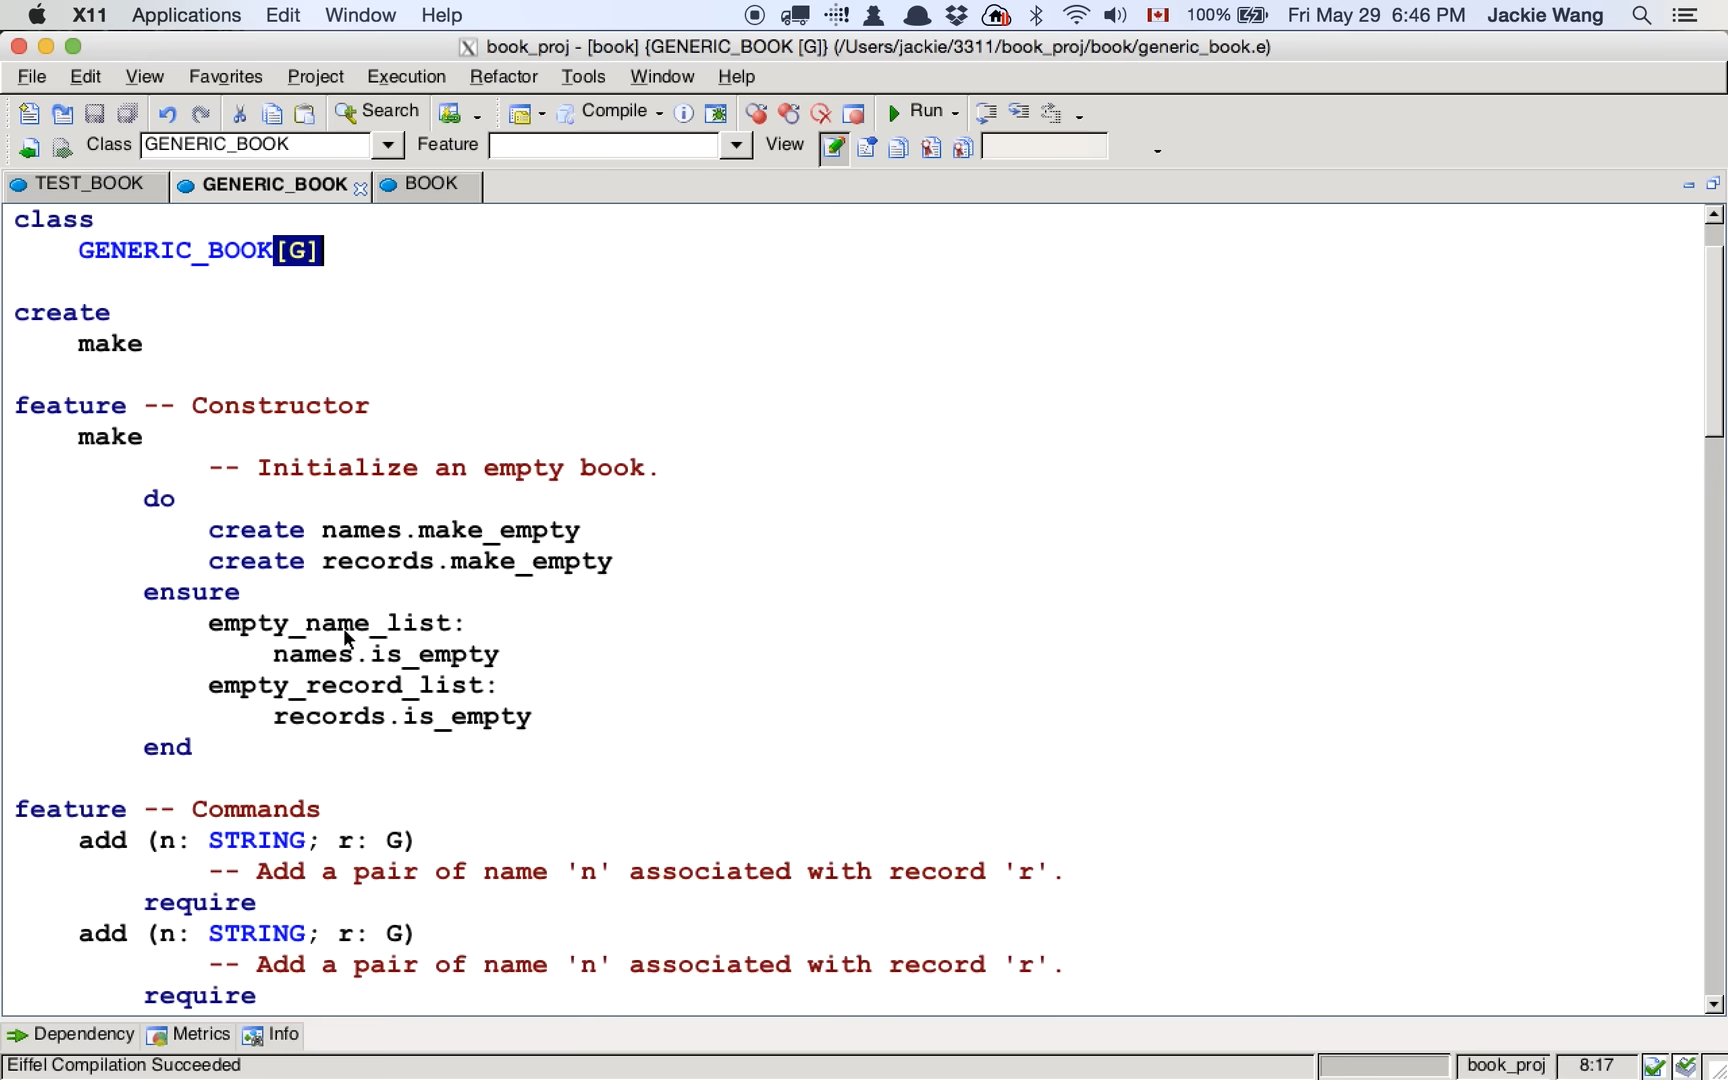 X11 Applications Edit Window Help 100% Fri May 29 6:46 PM Jackie Wang
book_proj - [book] {GENERIC_BOOK [G]} (/Users/jackie/3311/book_proj/book/generic_book.e)
File Edit View Favorites Project Execution Refactor Tools Window Help
Search Compile Run
Class GENERIC_BOOK Feature View
TEST_BOOK GENERIC_BOOK BOOK
class
GENERIC_BOOK[G]
create
make
feature -- Constructor
make
-- Initialize an empty book.
do
create names.make_empty
create records.make_empty
ensure
empty_name_list:
names.is_empty
empty_record_list:
records.is_empty
end
feature -- Commands
add (n: STRING; r: G)
-- Add a pair of name 'n' associated with record 'r'.
require
add (n: STRING; r: G)
-- Add a pair of name 'n' associated with record 'r'.
require
Dependency Metrics Info
Eiffel Compilation Succeeded book_proj 8:17